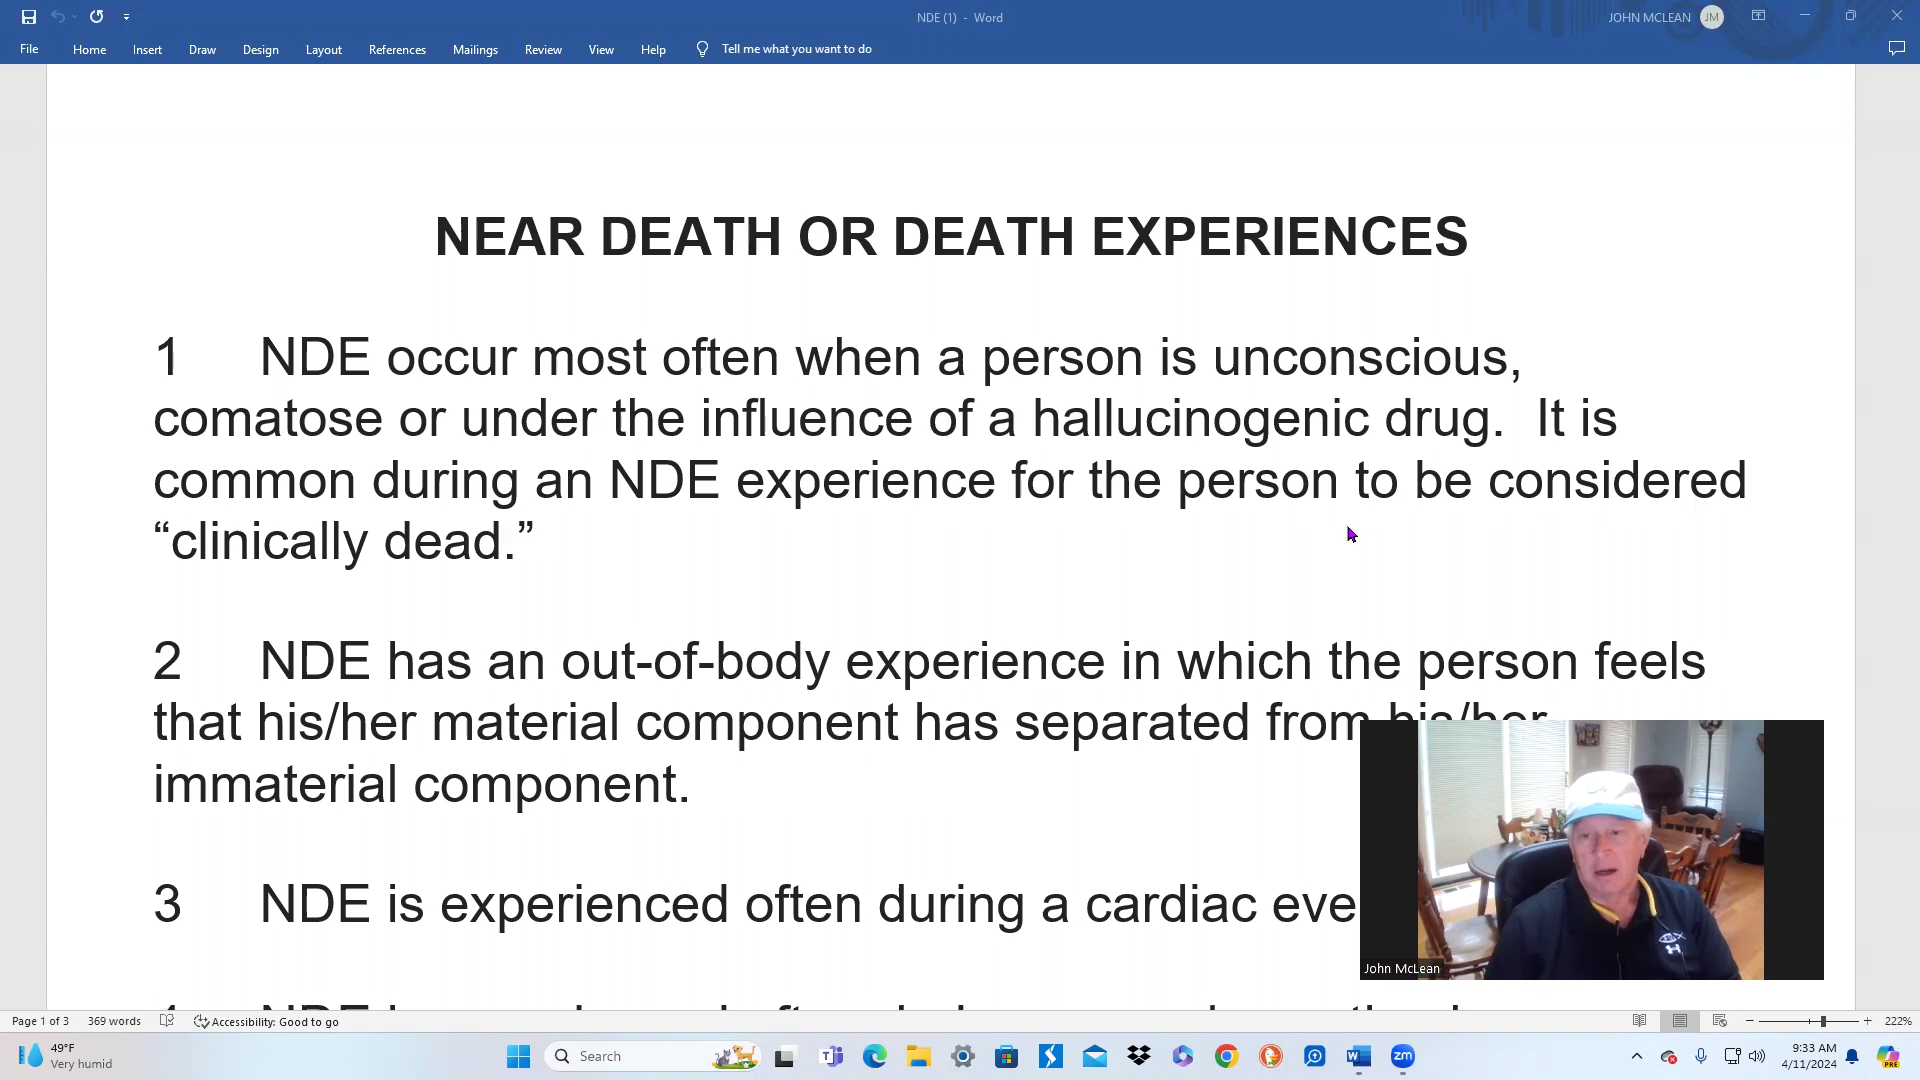 NDE (1) - Word
JOHN MCLEAN JM
File Home Insert Draw Design Layout References Mailings Review View Help Tell me what you want to do
NEAR DEATH OR DEATH EXPERIENCES
1 NDE occur most often when a person is unconscious,
comatose or under the influence of a hallucinogenic drug. It is
common during an NDE experience for the person to be considered
“clinically dead.”
2 NDE has an out-of-body experience in which the person feels
that his/her material component has separated from his/her
immaterial component.
3 NDE is experienced often during a cardiac eve
John McLean
Page 1 of 3 369 words Accessibility: Good to go 222%
49°F
Very humid
Search
zm
9:33 AM
4/11/2024
PRE